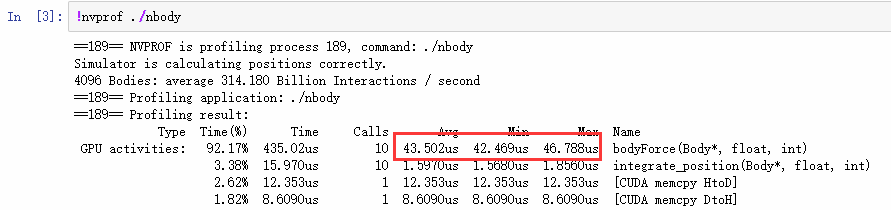 In [3]: !nvprof ./nbody
==189== NVPROF is profiling process 189, command: ./nbody
Simulator is calculating positions correctly.
4096 Bodies: average 314.180 Billion Interactions / second
==189== Profiling application: ./nbody
==189== Profiling result:
Type Time(%) Time Calls Avg Min Max Name
GPU activities: 92.17% 435.02us 10 43.502us 42.469us 46.788us bodyForce(Body*, float, int)
3.38% 15.970us 10 1.5970us 1.5680us 1.8560us integrate_position(Body*, float, int)
2.62% 12.353us 1 12.353us 12.353us 12.353us [CUDA memcpy HtoD]
1.82% 8.6090us 1 8.6090us 8.6090us 8.6090us [CUDA memcpy DtoH]